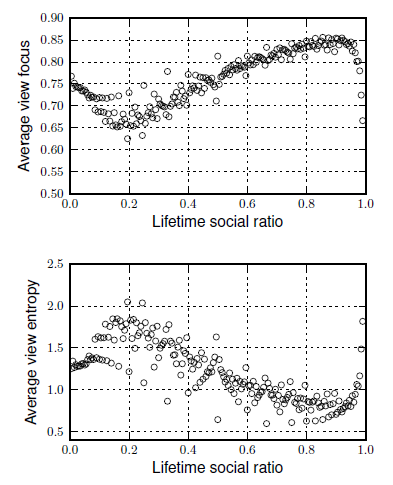 0.90
0.85
0.80
0.75
0.70
0.65
0.60
0.55
0.50
Average view focus
0.0 0.2 0.4 0.6 0.8 1.0
Lifetime social ratio
2.5
2.0
1.5
1.0
0.5
Average view entropy
0.0 0.2 0.4 0.6 0.8 1.0
Lifetime social ratio